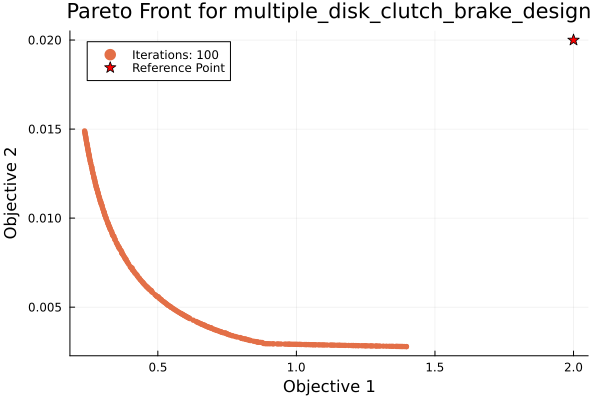 Pareto Front for multiple_disk_clutch_brake_design
0.020
0.015
0.010
0.005
Objective 2
Iterations: 100
Reference Point
0.5
1.0
1.5
2.0
Objective 1